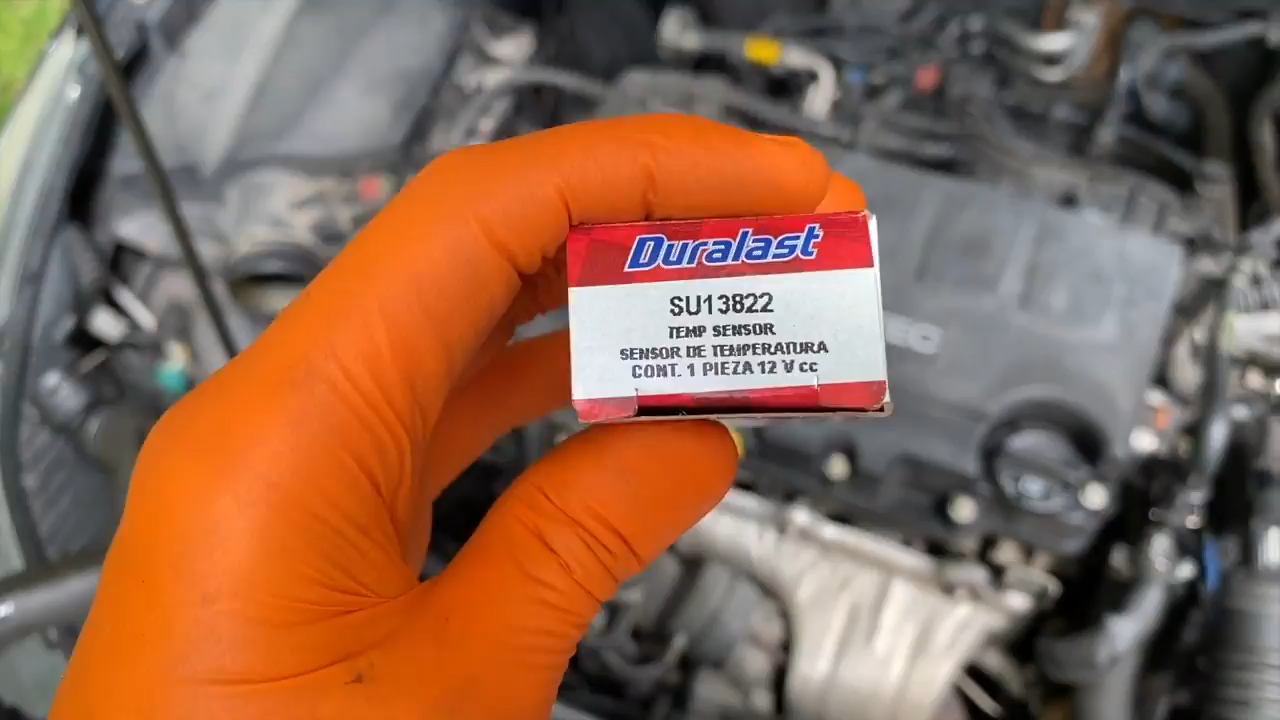 Duralast
SU13822
TEMP SENSOR
SENSOR DE TEMPERATURA
CONT. 1 PIEZA 12 V cc